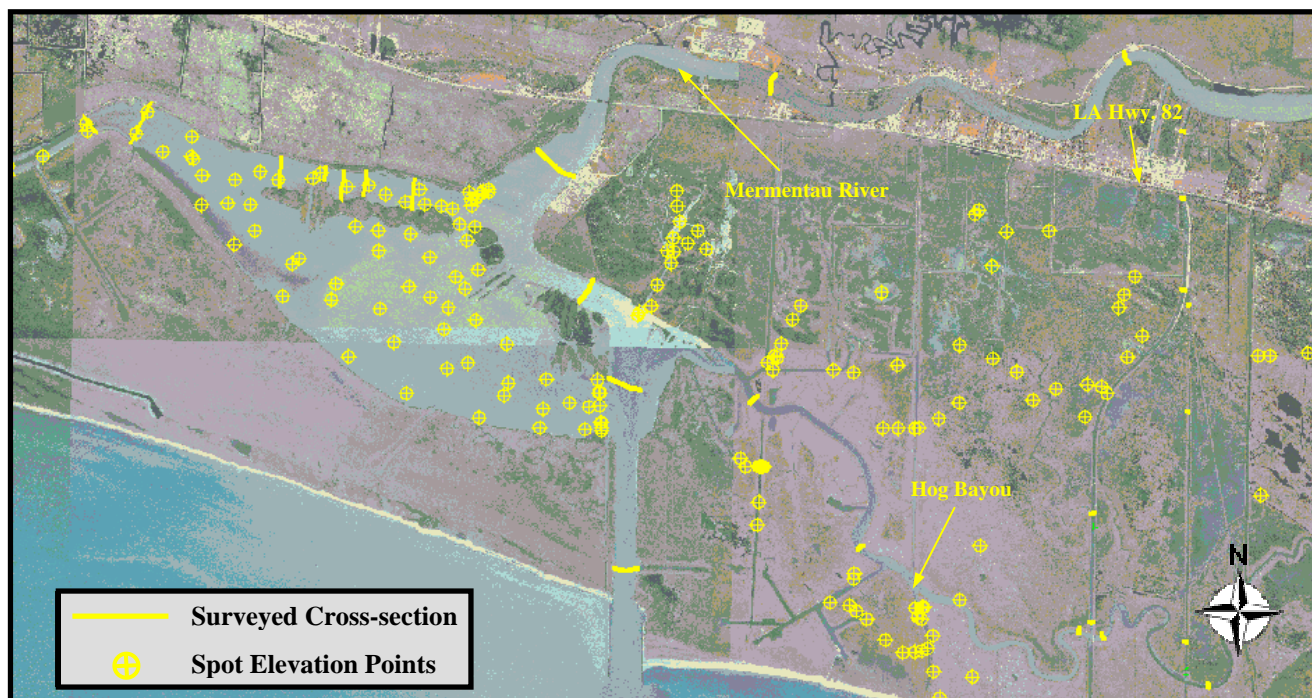 LA Hwy, 82
Mermentau River
Hog Bayou
N
Surveyed Cross-section
Spot Elevation Points